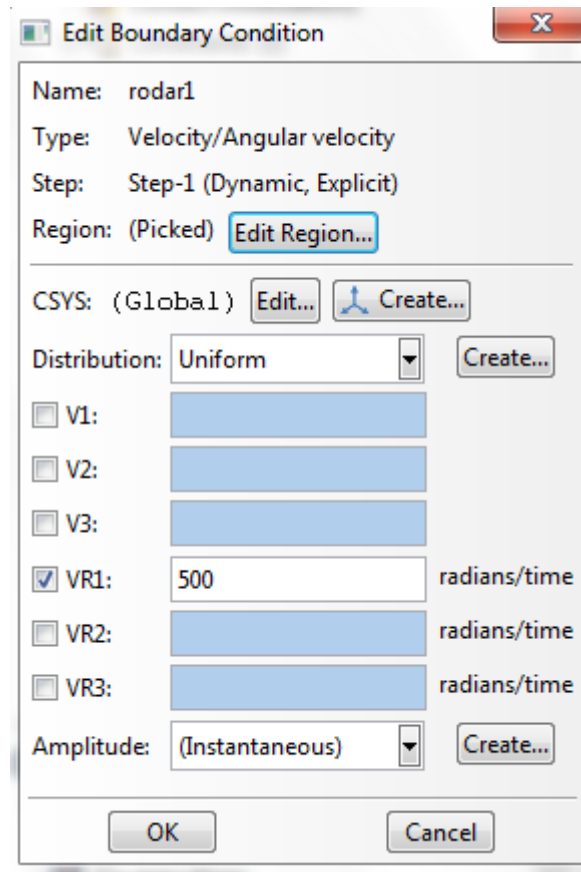 Edit Boundary Condition
Name: rodar1
Type: Velocity/Angular velocity
Step: Step-1 (Dynamic, Explicit)
Region: (Picked) Edit Region...
CSYS: (Global) Edit... Create...
Distribution: Uniform Create...
V1:
V2:
V3:
VR1: 500 radians/time
VR2: radians/time
VR3: radians/time
Amplitude: (Instantaneous) Create...
OK Cancel